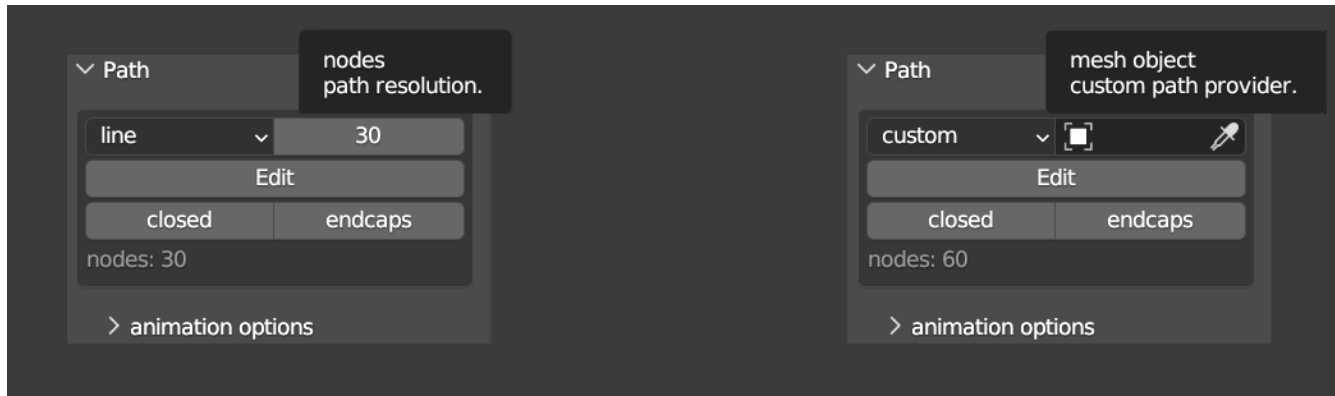 Path
nodes
path resolution.
line
30
Edit
closed
endcaps
nodes: 30
animation options
Path
mesh object
custom path provider.
custom
Edit
closed
endcaps
nodes: 60
animation options